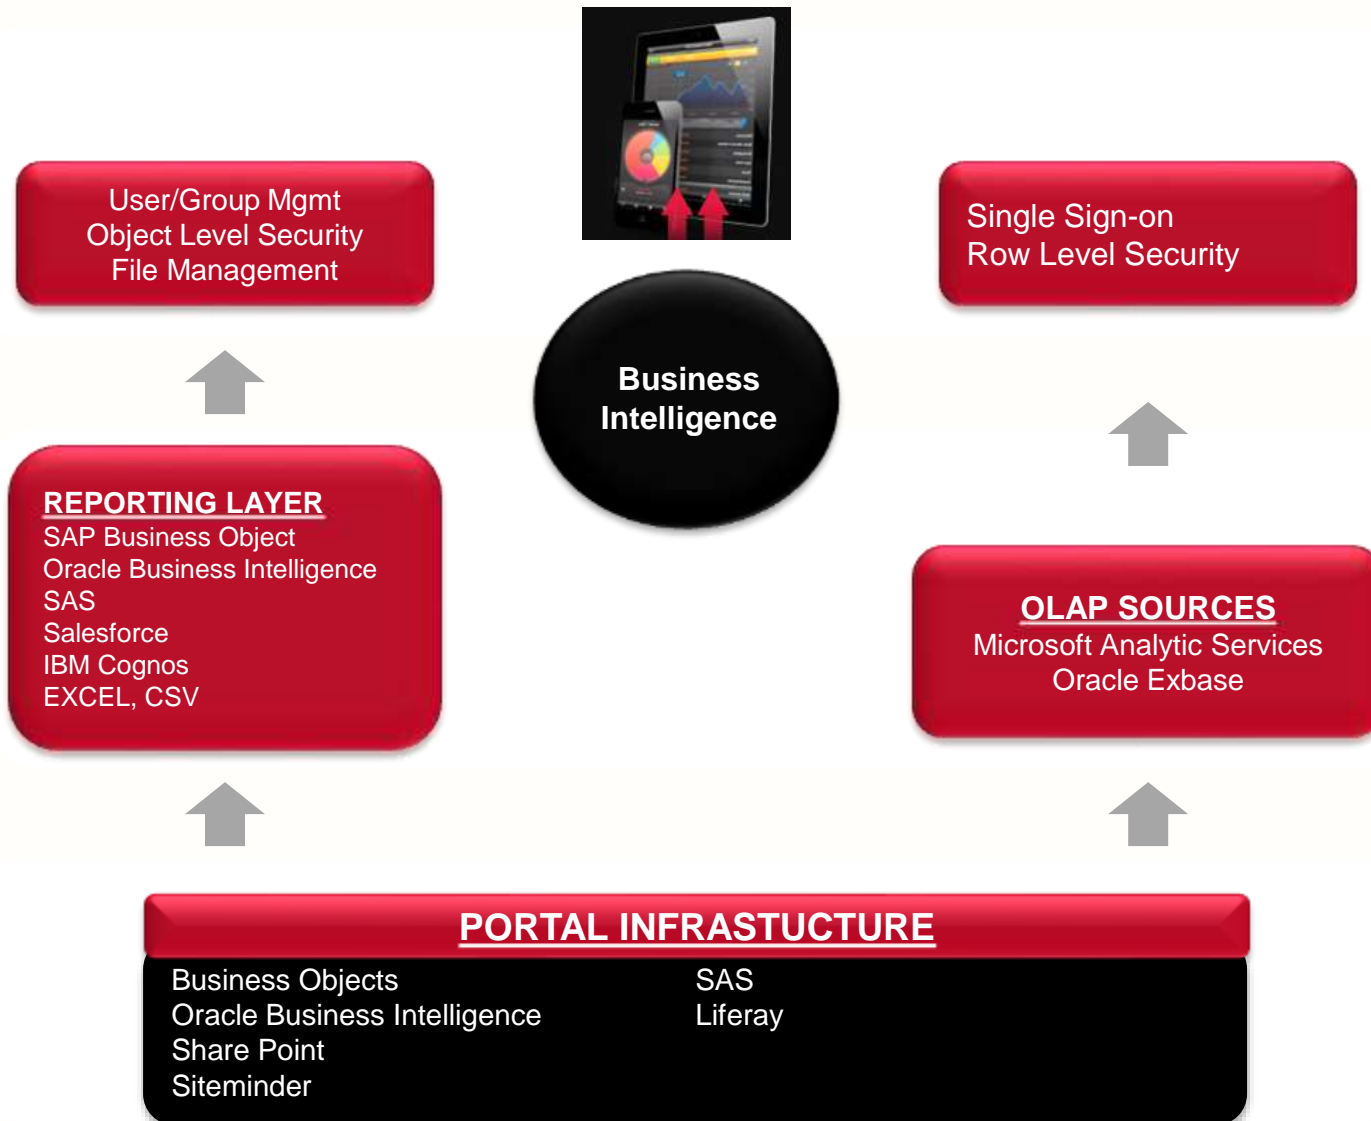 User/Group Mgmt
Object Level Security
File Management
Single Sign-on
Row Level Security
Business
Intelligence
REPORTING LAYER
SAP Business Object
Oracle Business Intelligence
SAS
Salesforce
IBM Cognos
EXCEL, CSV
OLAP SOURCES
Microsoft Analytic Services
Oracle Exbase
PORTAL INFRASTUCTURE
Business Objects
Oracle Business Intelligence
Share Point
Siteminder
SAS
Liferay